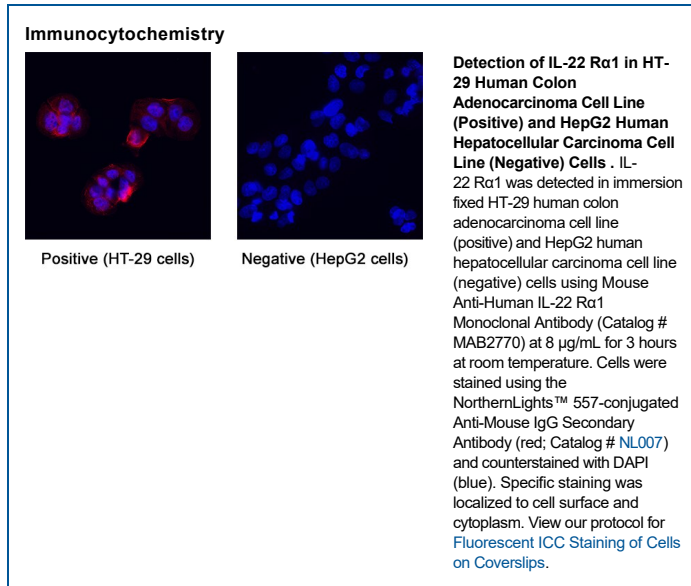 Immunocytochemistry
Positive (HT-29 cells)
Negative (HepG2 cells)
Detection of IL-22 Rα1 in HT-
29 Human Colon
Adenocarcinoma Cell Line
(Positive) and HepG2 Human
Hepatocellular Carcinoma Cell
Line (Negative) Cells . IL-
22 Rα1 was detected in immersion
fixed HT-29 human colon
adenocarcinoma cell line
(positive) and HepG2 human
hepatocellular carcinoma cell line
(negative) cells using Mouse
Anti-Human IL-22 Rα1
Monoclonal Antibody (Catalog #
MAB2770) at 8 µg/mL for 3 hours
at room temperature. Cells were
stained using the
NorthernLights™ 557-conjugated
Anti-Mouse IgG Secondary
Antibody (red; Catalog # NL007)
and counterstained with DAPI
(blue). Specific staining was
localized to cell surface and
cytoplasm. View our protocol for
Fluorescent ICC Staining of Cells
on Coverslips.